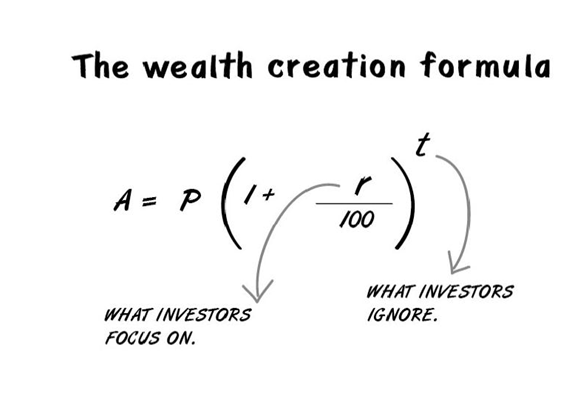 The wealth creation formula
A = P (1 + r/100)^t
WHAT INVESTORS
FOCUS ON.
WHAT INVESTORS
IGNORE.